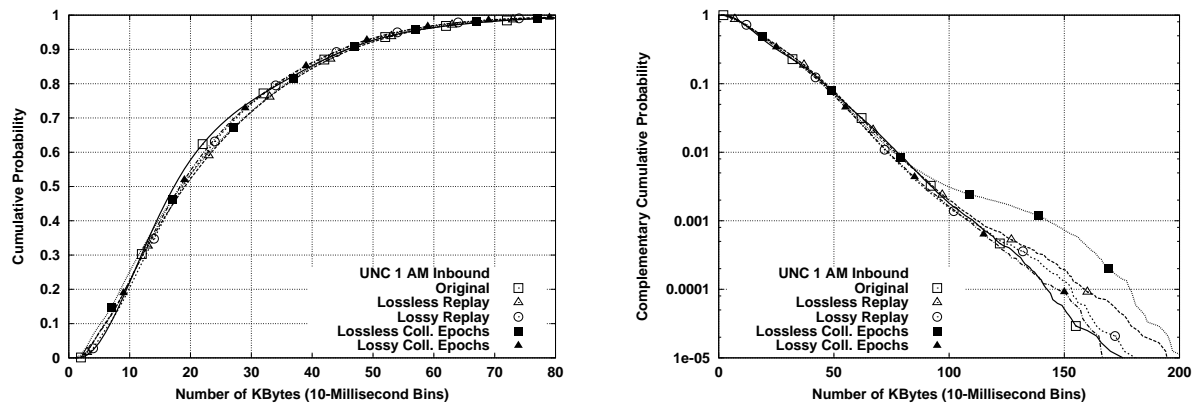 1
0.9
0.8
0.7
0.6
0.5
0.4
0.3
0.2
0.1
0
Cumulative Probability
UNC 1 AM Inbound
Original
Lossless Replay
Lossy Replay
Lossless Coll. Epochs
Lossy Coll. Epochs
0 10 20 30 40 50 60 70 80
Number of KBytes (10-Millisecond Bins)
1
0.1
0.01
0.001
0.0001
1e-05
Complementary Cumulative Probability
UNC 1 AM Inbound
Original
Lossless Replay
Lossy Replay
Lossless Coll. Epochs
Lossy Coll. Epochs
0 50 100 150 200
Number of KBytes (10-Millisecond Bins)